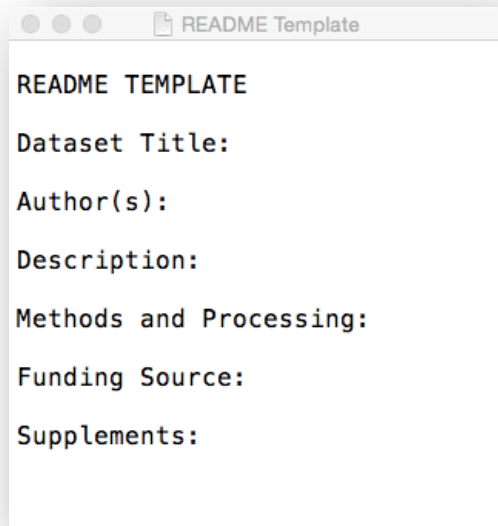 README Template
README TEMPLATE
Dataset Title:
Author(s):
Description:
Methods and Processing:
Funding Source:
Supplements: